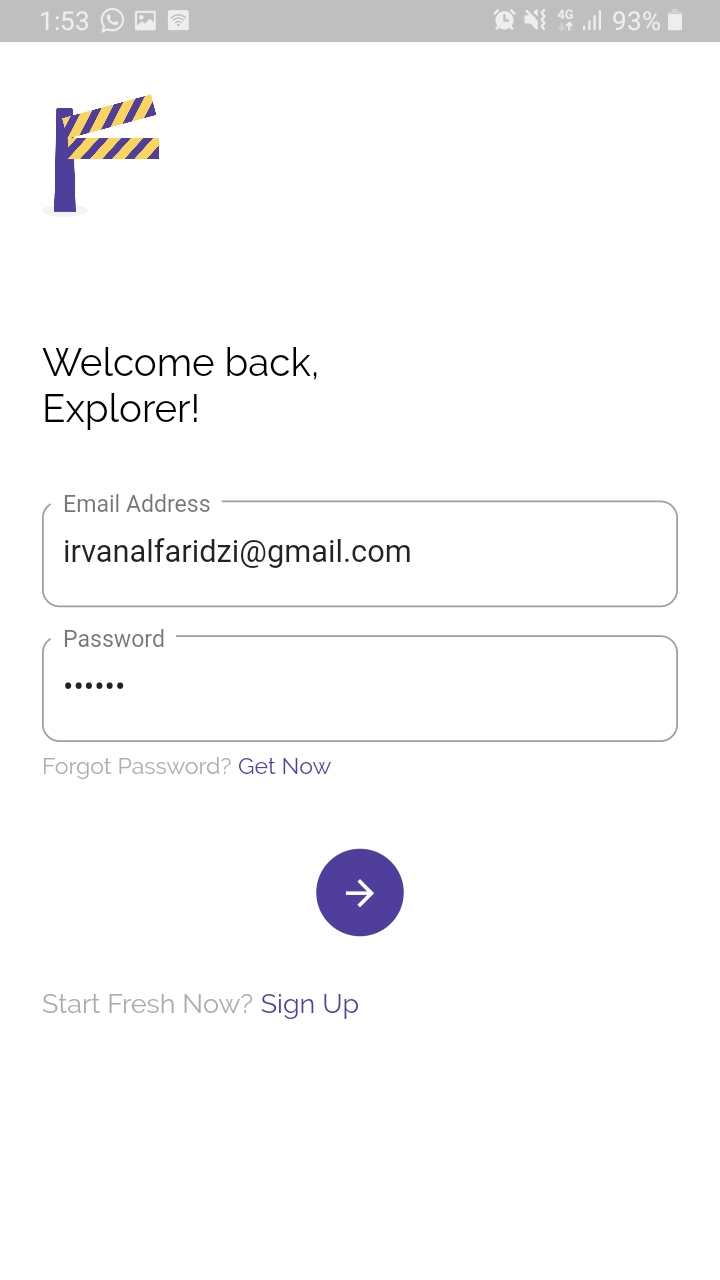 1:53 4G 93%
Welcome back,
Explorer!
Email Address
irvanalfaridzi@gmail.com
Password
••••••
Forgot Password? Get Now
Start Fresh Now? Sign Up